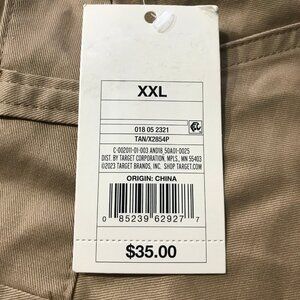 XXL
018 05 2321
TAN/X2854P
C-002011-01-003 AND18_50A01-0025
DIST. BY TARGET CORPORATION, MPLS., MN 55403
©2023 TARGET BRANDS, INC. SHOP TARGET.COM
ORIGIN: CHINA
0 85239 62927 7
$35.00